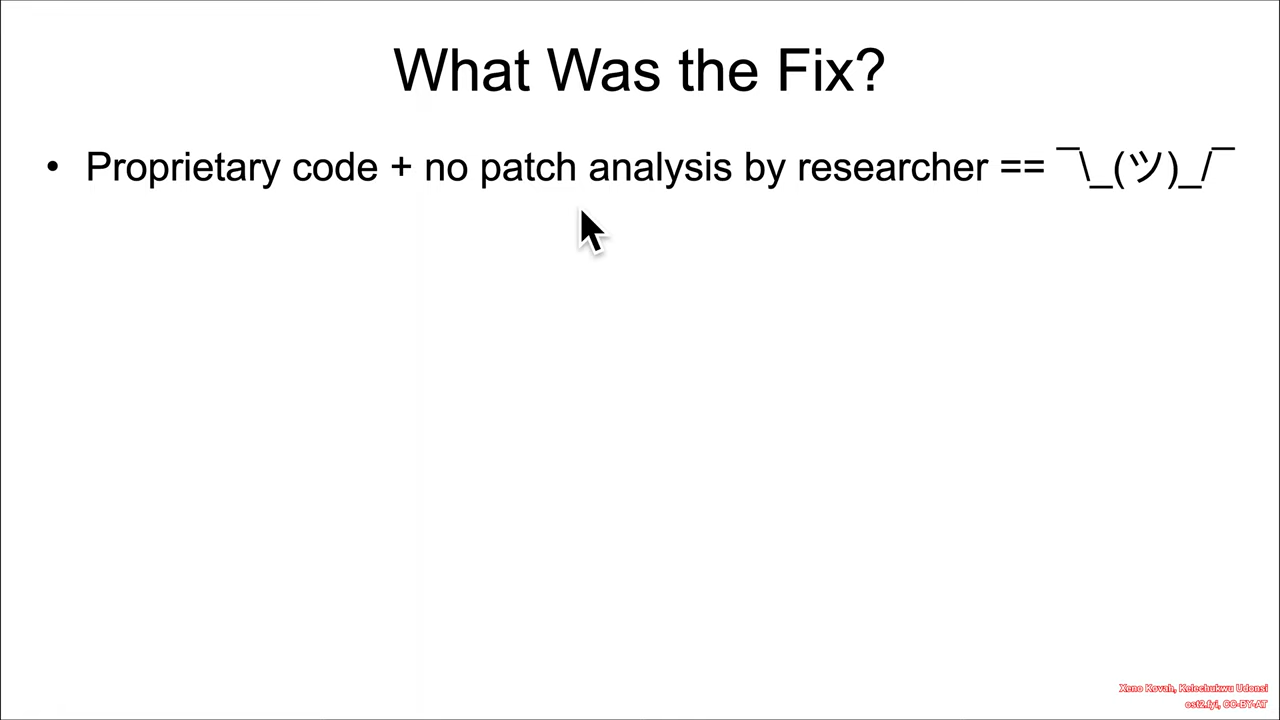 What Was the Fix?
• Proprietary code + no patch analysis by researcher == ¯\_(ツ)_/¯
Xeno Kovah, Kelechukwu Udonsi
ost2.fyi, CC-BY-AT